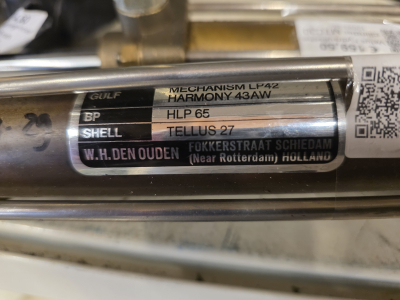 MECHANISM LP42
GULF HARMONY 43AW
BP HLP 65
SHELL TELLUS 27
W.H. DEN OUDEN FOKKERSTRAAT SCHIEDAM
(Near Rotterdam) HOLLAND